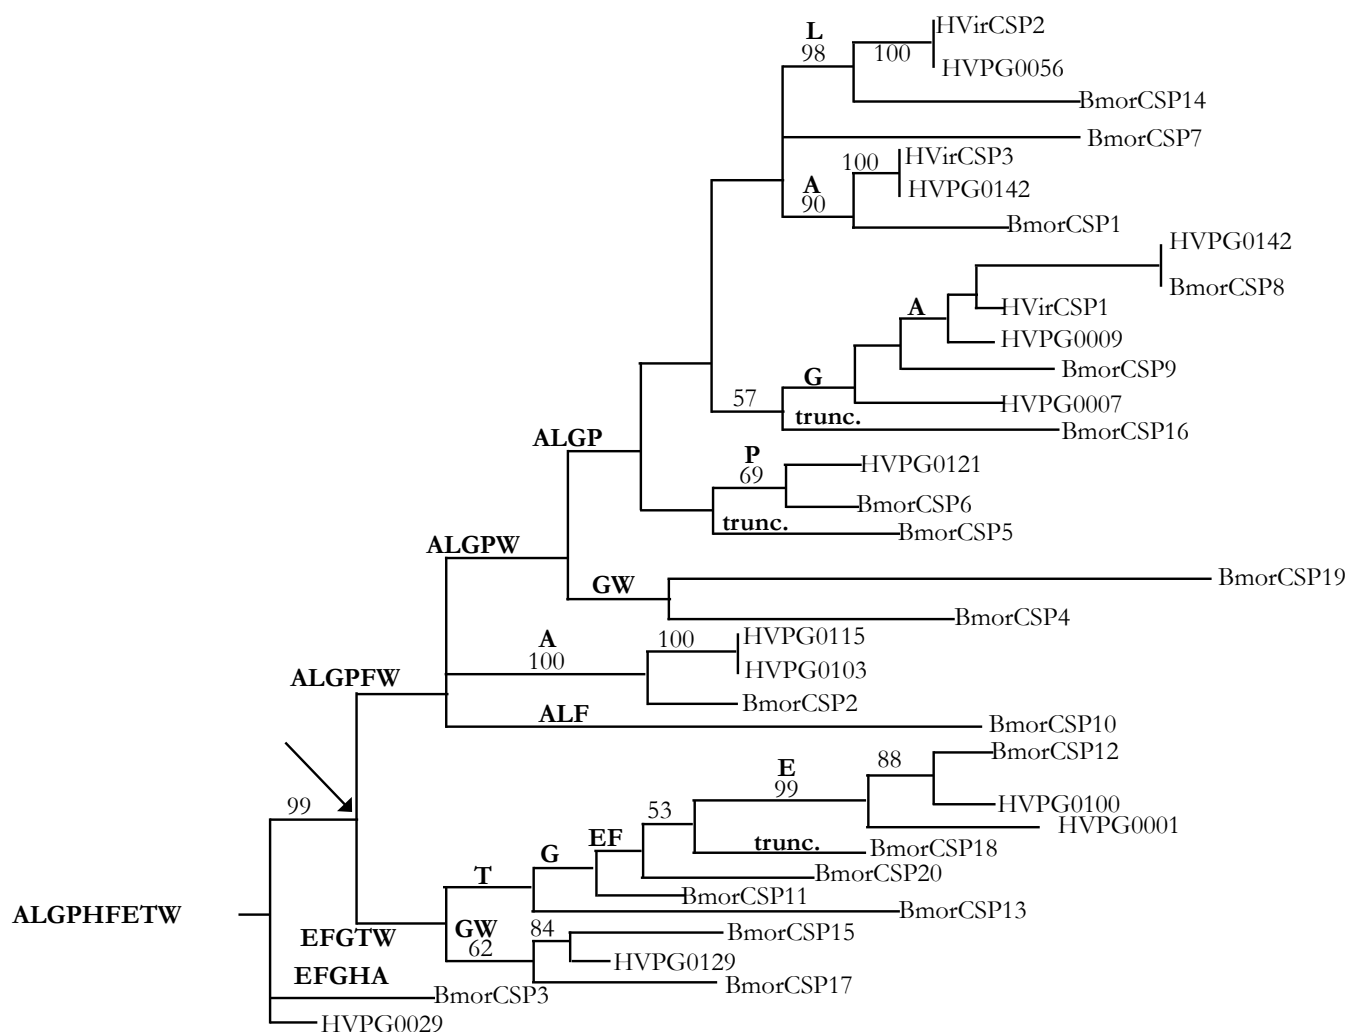 L
HVirCSP2
98
100
HVPG0056
BmorCSP14
BmorCSP7
100
HVirCSP3
A
HVPG0142
90
BmorCSP1
HVPG0142
BmorCSP8
A
HVirCSP1
HVPG0009
BmorCSP9
G
57
HVPG0007
trunc.
BmorCSP16
ALGP
P
HVPG0121
69
BmorCSP6
trunc.
BmorCSP5
ALGPW
GW
BmorCSP19
BmorCSP4
A
100
HVPG0115
100
HVPG0103
ALGPFW
BmorCSP2
ALF
BmorCSP10
BmorCSP12
88
E
99
99
HVPG0100
53
HVPG0001
EF
trunc.
BmorCSP18
G
T
BmorCSP20
BmorCSP11
ALGPHFETW
BmorCSP13
GW
84
BmorCSP15
EFGTW
62
HVPG0129
EFGHA
BmorCSP17
BmorCSP3
HVPG0029